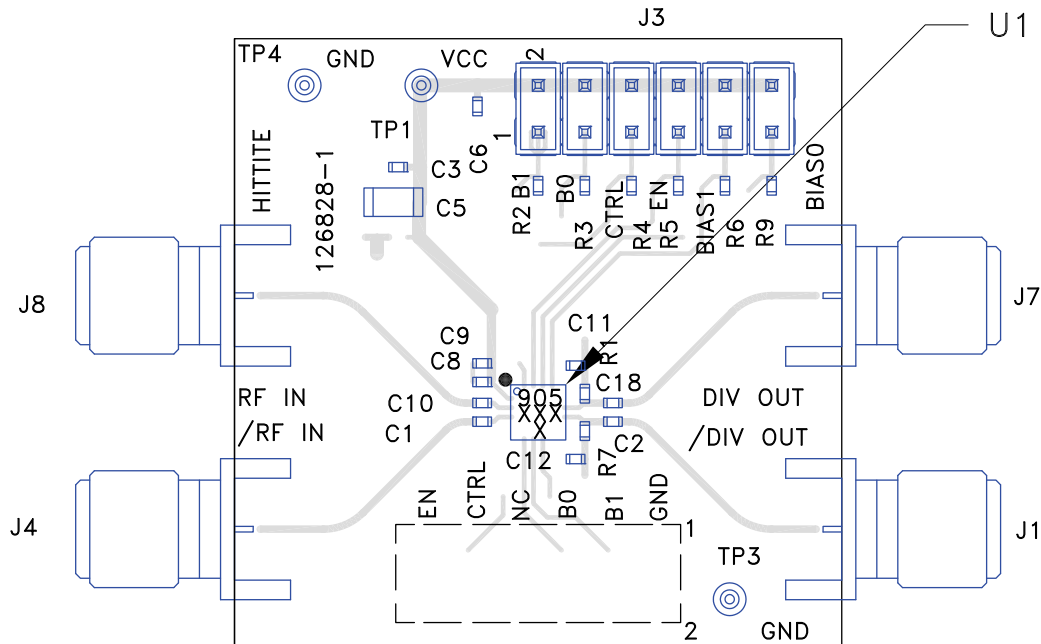 J3
U1
TP4
GND
VCC
2
TP1
1
HITTITE
126828-1
C3
C6
C5
R2
B1
B0
R3
CTRL
R4
EN
R5
BIAS1
R6
R9
BIAS0
J8
J7
C9
C8
C11
R1
C18
RF IN
/RF IN
C10
C1
905
XXX
X
DIV OUT
/DIV OUT
C2
C12
R7
EN
CTRL
NC
B0
B1
GND
J4
J1
1
TP3
2
GND